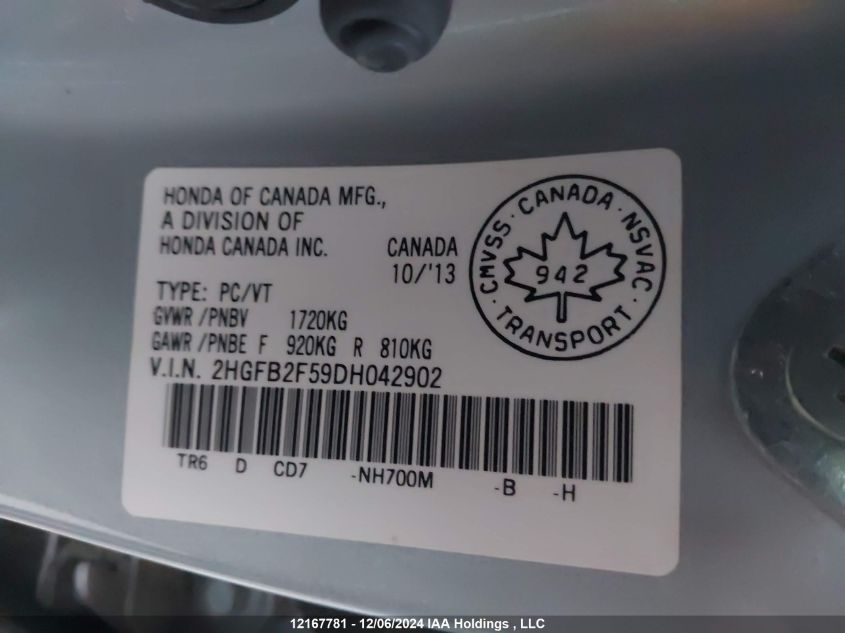 HONDA OF CANADA MFG.,
A DIVISION OF
HONDA CANADA INC.
CANADA
10/'13
CMVSS · CANADA · NSVAC
942
· TRANSPORT ·
TYPE: PC/VT
GVWR /PNBV 1720KG
GAWR /PNBE F 920KG R 810KG
V.I.N. 2HGFB2F59DH042902
TR6 D CD7 -NH700M -B -H
12167781 - 12/06/2024 IAA Holdings , LLC